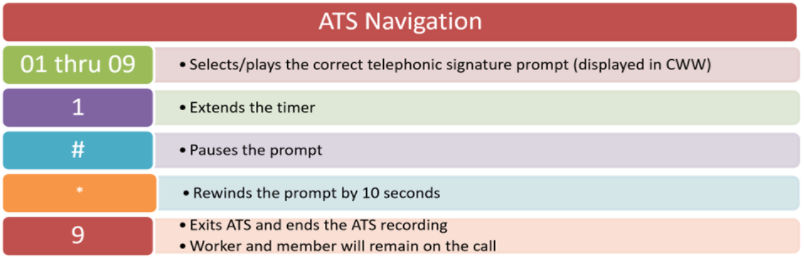 ATS Navigation
01 thru 09
• Selects/plays the correct telephonic signature prompt (displayed in CWW)
1
• Extends the timer
#
• Pauses the prompt
*
• Rewinds the prompt by 10 seconds
9
• Exits ATS and ends the ATS recording
• Worker and member will remain on the call